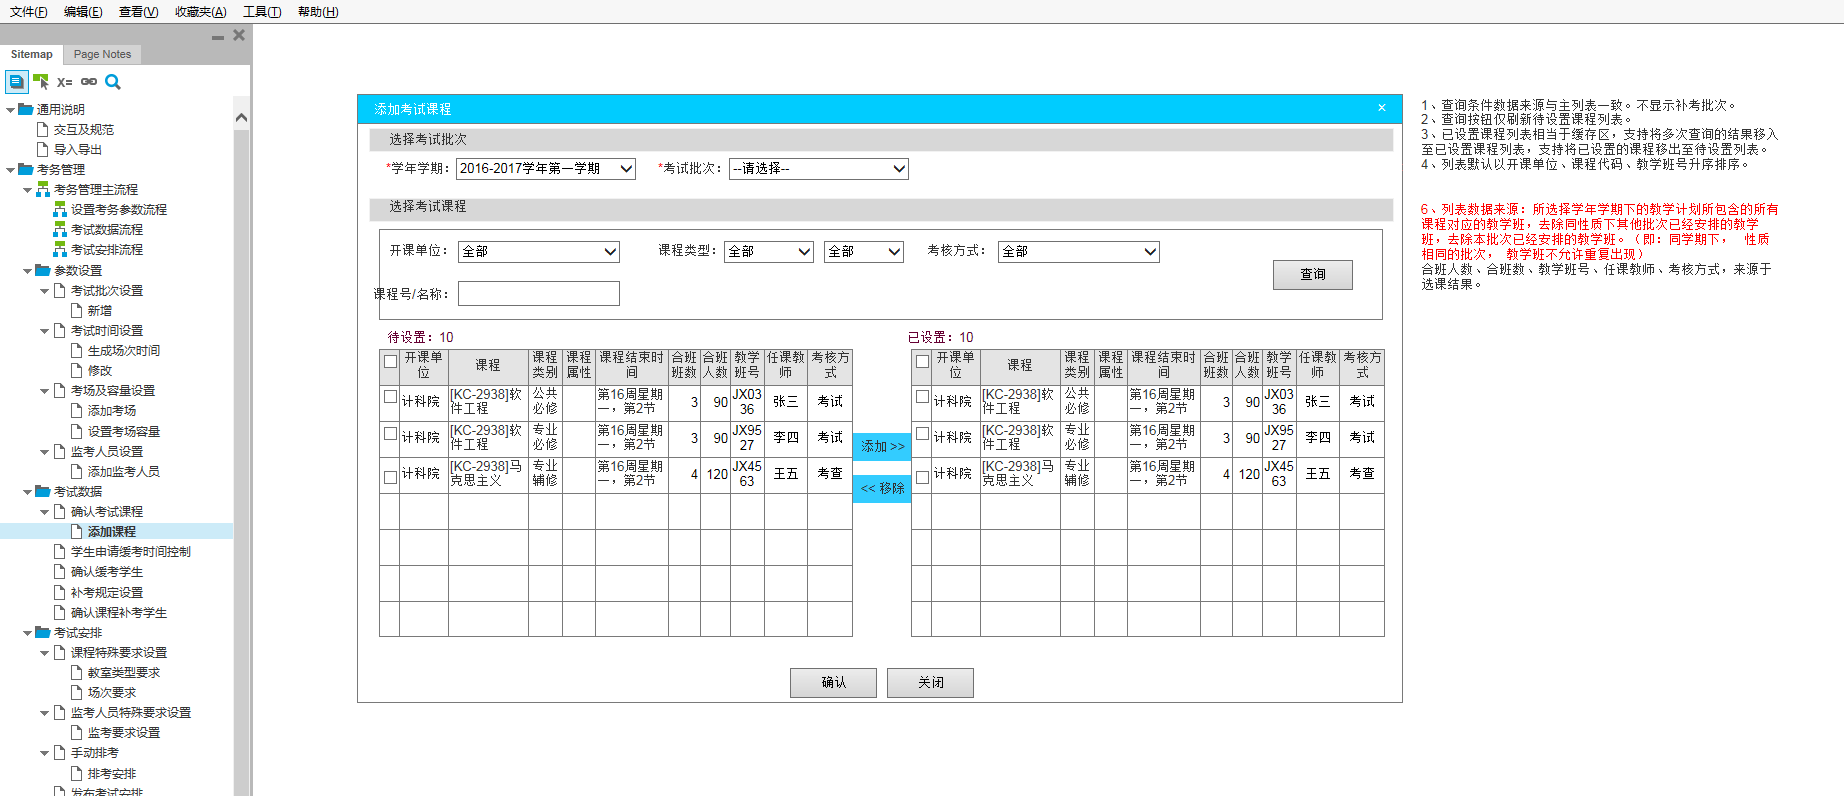 文件(F) 编辑(E) 查看(V) 收藏夹(A) 工具(T) 帮助(H)
Sitemap Page Notes
X=
通用说明
交互及规范
导入导出
考务管理
考务管理主流程
设置考务参数流程
考试数据流程
考试安排流程
参数设置
考试批次设置
新增
考试时间设置
生成场次时间
修改
考场及容量设置
添加考场
设置考场容量
监考人员设置
添加监考人员
考试数据
确认考试课程
添加课程
学生申请缓考时间控制
确认缓考学生
补考规定设置
确认课程补考学生
考试安排
课程特殊要求设置
教室类型要求
场次要求
监考人员特殊要求设置
监考要求设置
手动排考
排考安排
发布考试安排
添加考试课程 ×
选择考试批次
*学年学期： 2016-2017学年第一学期 *考试批次： --请选择--
选择考试课程
开课单位： 全部 课程类型： 全部 全部 考核方式： 全部
查询
课程号/名称：
待设置：10
开课单位 课程 课程类别 课程属性 课程结束时间 合班班数 合班人数 教学班号 任课教师 考核方式
计科院 [KC-2938]软件工程 公共必修 第16周星期一，第2节 3 90 JX0336 张三 考试
计科院 [KC-2938]软件工程 专业必修 第16周星期一，第2节 3 90 JX9527 李四 考试
计科院 [KC-2938]马克思主义 专业辅修 第16周星期一，第2节 4 120 JX4563 王五 考查
添加 >>
<< 移除
已设置：10
开课单位 课程 课程类别 课程属性 课程结束时间 合班班数 合班人数 教学班号 任课教师 考核方式
计科院 [KC-2938]软件工程 公共必修 第16周星期一，第2节 3 90 JX0336 张三 考试
计科院 [KC-2938]软件工程 专业必修 第16周星期一，第2节 3 90 JX9527 李四 考试
计科院 [KC-2938]马克思主义 专业辅修 第16周星期一，第2节 4 120 JX4563 王五 考查
确认 关闭
1、查询条件数据来源与主列表一致。不显示补考批次。
2、查询按钮仅刷新待设置课程列表。
3、已设置课程列表相当于缓存区，支持将多次查询的结果移入
至已设置课程列表，支持将已设置的课程移出至待设置列表。
4、列表默认以开课单位、课程代码、教学班号升序排序。
6、列表数据来源：所选择学年学期下的教学计划所包含的所有
课程对应的教学班，去除同性质下其他批次已经安排的教学
班，去除本批次已经安排的教学班。（即：同学期下， 性质
相同的批次， 教学班不允许重复出现）
合班人数、合班数、教学班号、任课教师、考核方式，来源于
选课结果。